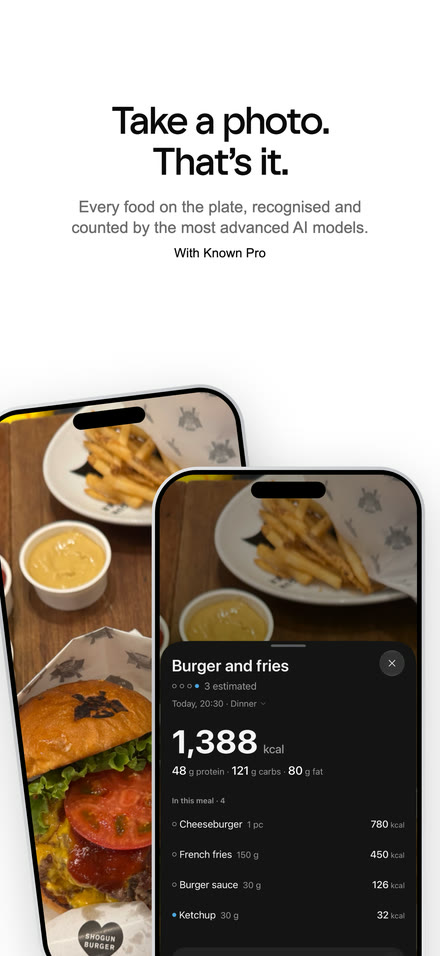 Take a photo.
That's it.
Every food on the plate, recognised and
counted by the most advanced AI models.
With Known Pro
Burger and fries
3 estimated
Today, 20:30 · Dinner
1,388 kcal
48 g protein · 121 g carbs · 80 g fat
In this meal · 4
Cheeseburger 1 pc 780 kcal
French fries 150 g 450 kcal
Burger sauce 30 g 126 kcal
Ketchup 30 g 32 kcal
SHOGUN
BURGER